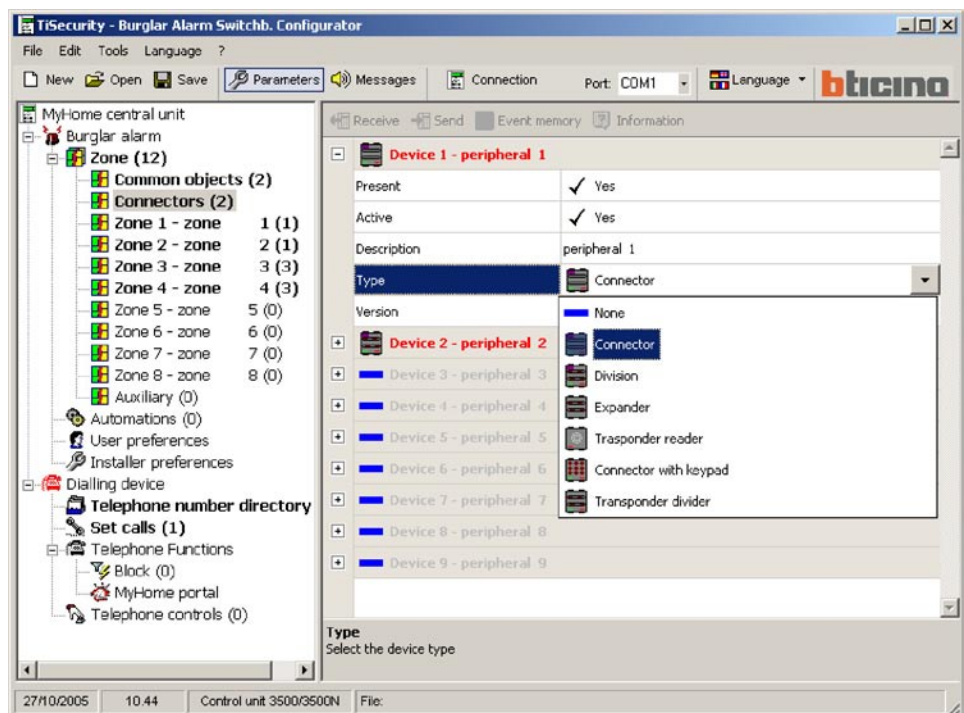 TiSecurity - Burglar Alarm Switchb. Configurator
File Edit Tools Language ?
New Open Save Parameters Messages Connection Port: COM1 Language bticino
MyHome central unit
Burglar alarm
Zone (12)
Common objects (2)
Connectors (2)
Zone 1 - zone 1 (1)
Zone 2 - zone 2 (1)
Zone 3 - zone 3 (3)
Zone 4 - zone 4 (3)
Zone 5 - zone 5 (0)
Zone 6 - zone 6 (0)
Zone 7 - zone 7 (0)
Zone 8 - zone 8 (0)
Auxiliary (0)
Automations (0)
User preferences
Installer preferences
Dialling device
Telephone number directory
Set calls (1)
Telephone Functions
Block (0)
MyHome portal
Telephone controls (0)
Receive Send Event memory Information
Device 1 - peripheral 1
Present Yes
Active Yes
Description peripheral 1
Type Connector
Version
None
Connector
Division
Expander
Trasponder reader
Connector with keypad
Transponder divider
Device 2 - peripheral 2
Device 3 - peripheral 3
Device 4 - peripheral 4
Device 5 - peripheral 5
Device 6 - peripheral 6
Device 7 - peripheral 7
Device 8 - peripheral 8
Device 9 - peripheral 9
Type
Select the device type
27/10/2005 10.44 Control unit 3500/3500N File: